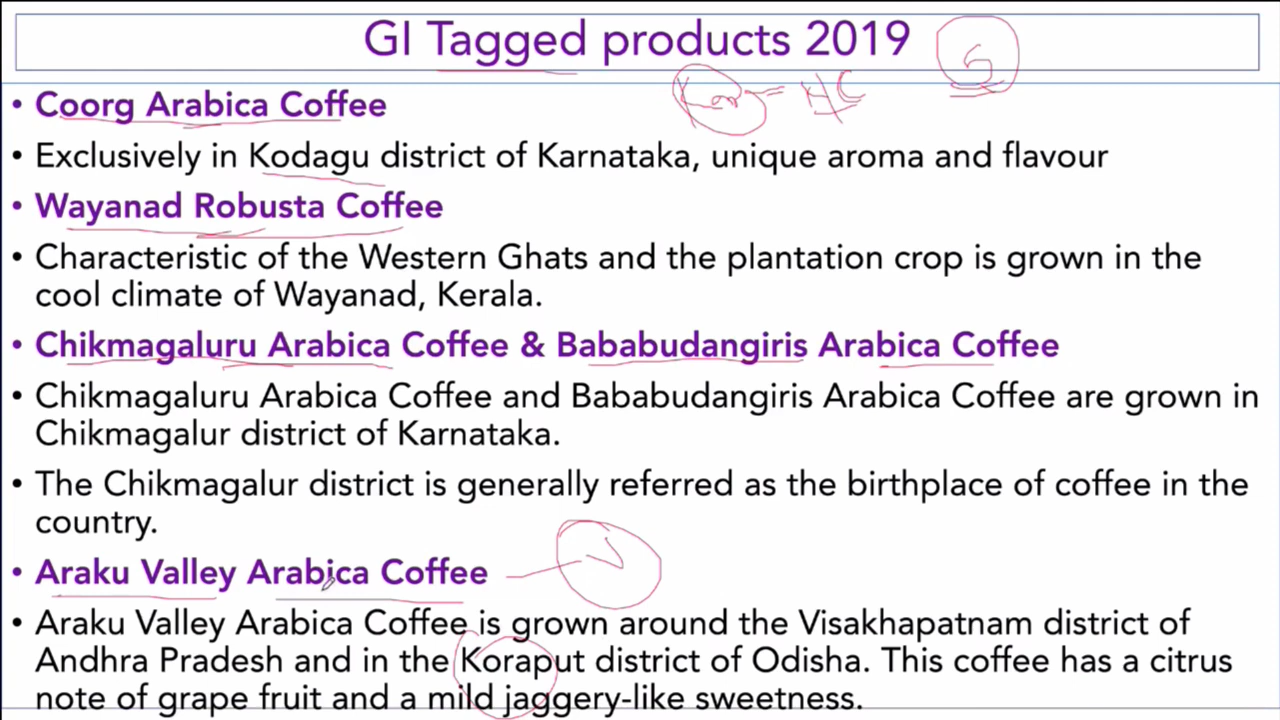 GI Tagged products 2019
• Coorg Arabica Coffee
• Exclusively in Kodagu district of Karnataka, unique aroma and flavour
• Wayanad Robusta Coffee
• Characteristic of the Western Ghats and the plantation crop is grown in the
cool climate of Wayanad, Kerala.
• Chikmagaluru Arabica Coffee & Bababudangiris Arabica Coffee
• Chikmagaluru Arabica Coffee and Bababudangiris Arabica Coffee are grown in
Chikmagalur district of Karnataka.
• The Chikmagalur district is generally referred as the birthplace of coffee in the
country.
• Araku Valley Arabica Coffee
• Araku Valley Arabica Coffee is grown around the Visakhapatnam district of
Andhra Pradesh and in the Koraput district of Odisha. This coffee has a citrus
note of grape fruit and a mild jaggery-like sweetness.